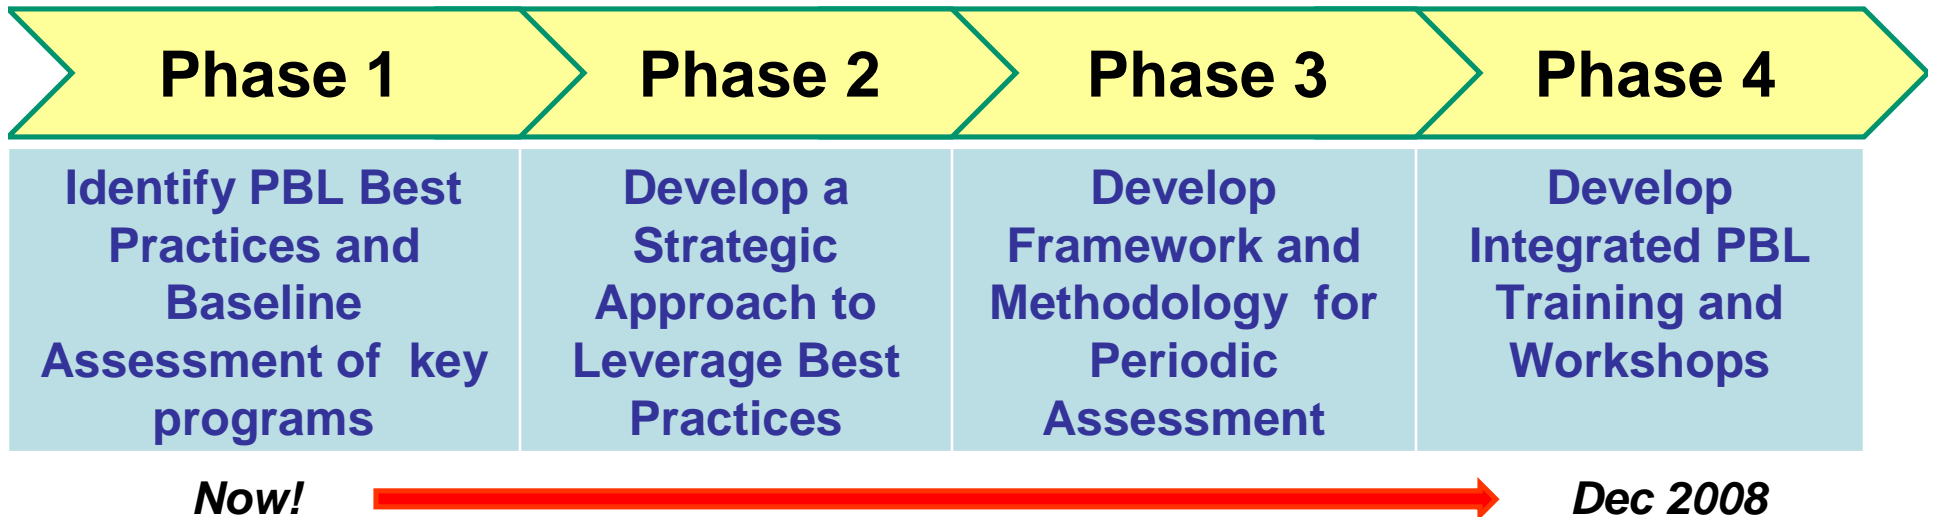 Phase 1
Phase 2
Phase 3
Phase 4
Identify PBL Best
Practices and
Baseline
Assessment of key
programs
Develop a
Strategic
Approach to
Leverage Best
Practices
Develop
Framework and
Methodology for
Periodic
Assessment
Develop
Integrated PBL
Training and
Workshops
Now!
Dec 2008